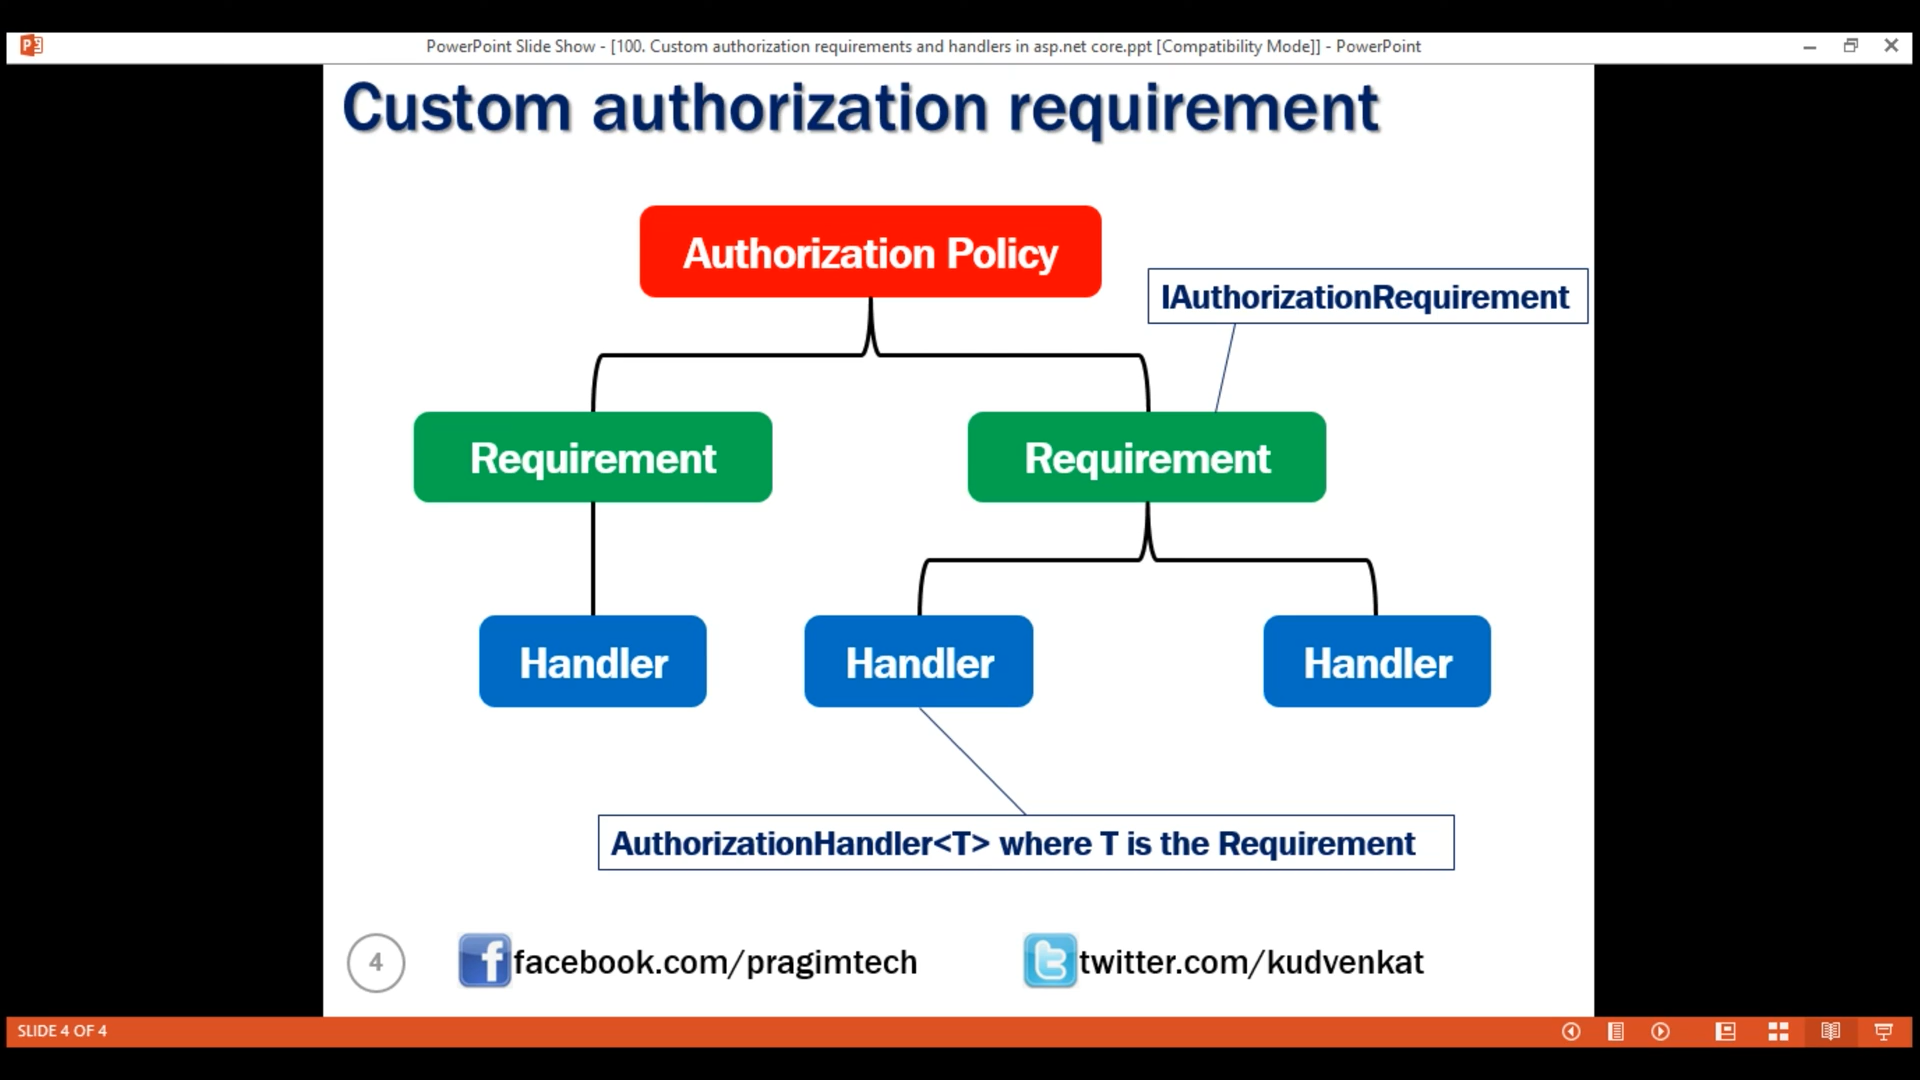 PowerPoint Slide Show - [100. Custom authorization requirements and handlers in asp.net core.ppt [Compatibility Mode]] - PowerPoint
Custom authorization requirement
Authorization Policy
IAuthorizationRequirement
Requirement
Requirement
Handler
Handler
Handler
AuthorizationHandler<T> where T is the Requirement
4
facebook.com/pragimtech
twitter.com/kudvenkat
SLIDE 4 OF 4